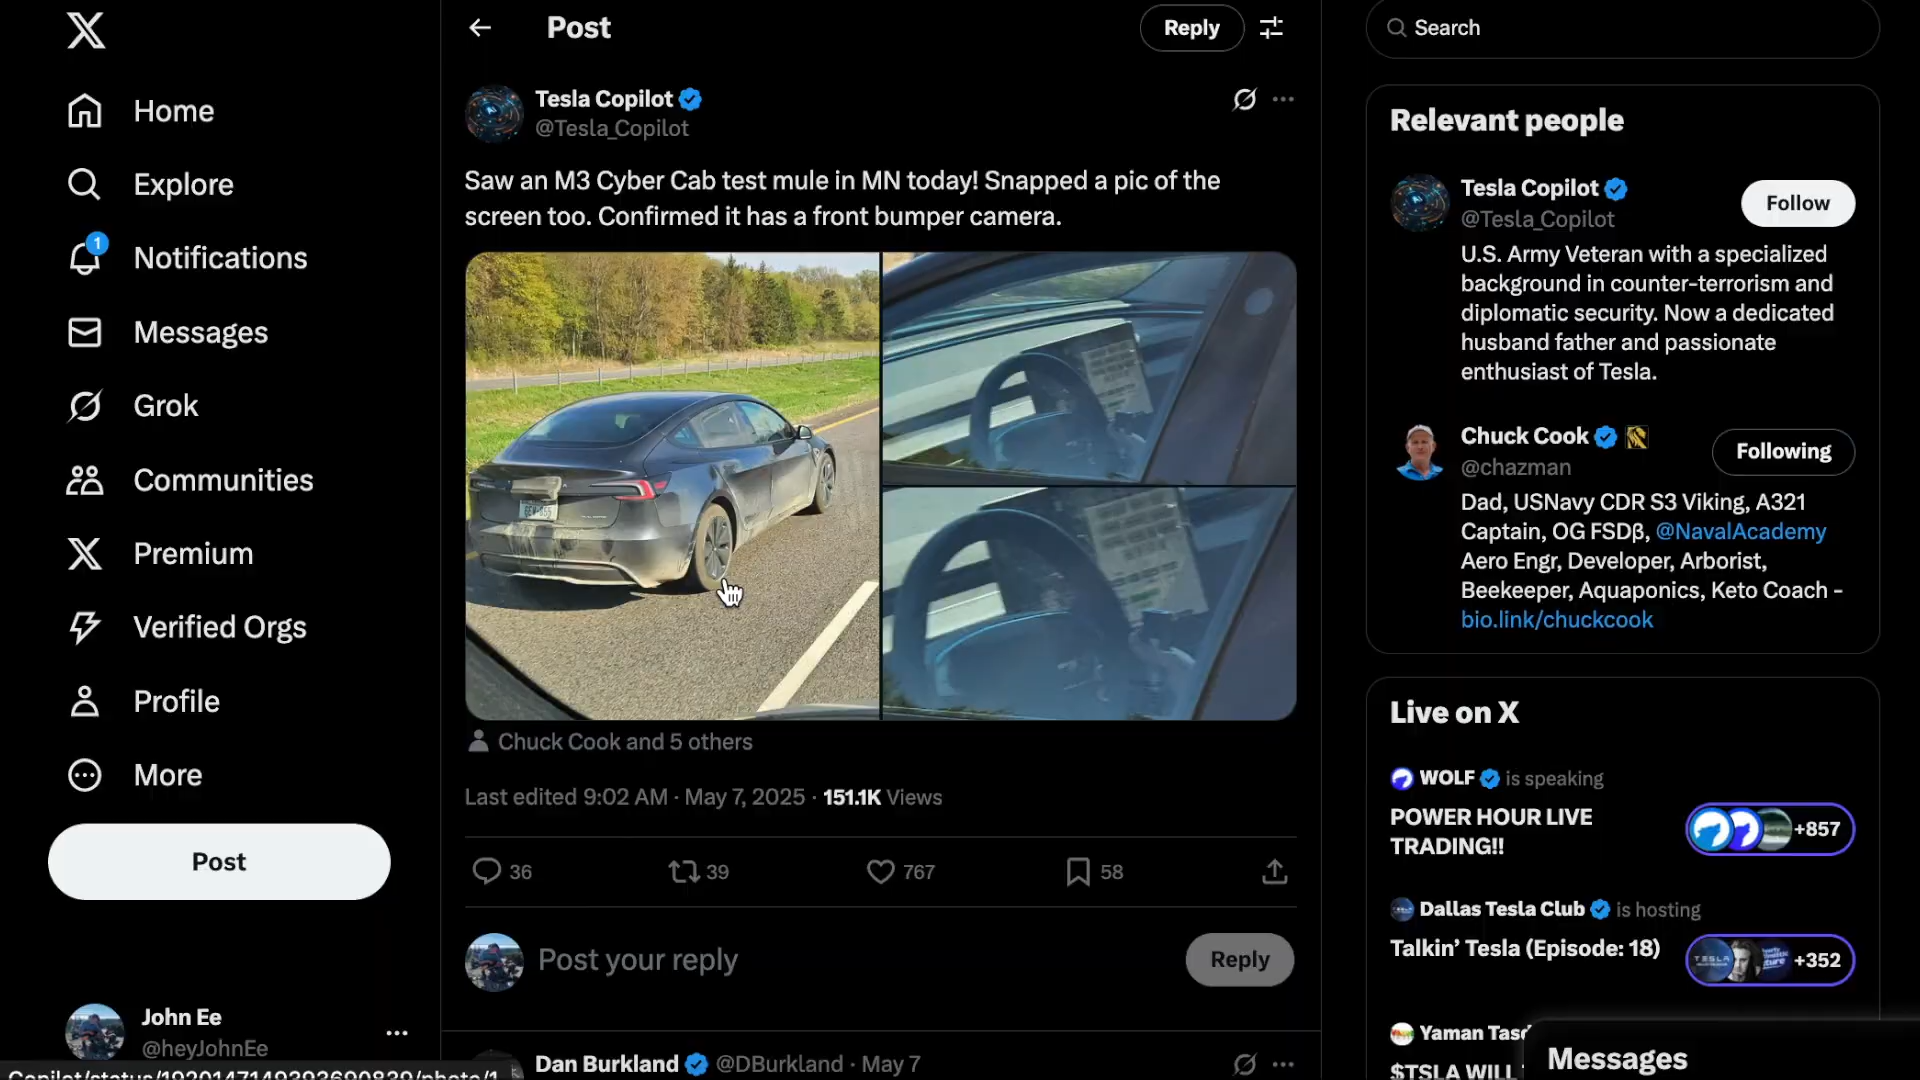 Home
Explore
1
Notifications
Messages
Grok
Communities
Premium
Verified Orgs
Profile
More
Post
John Ee
@heyJohnEe
Post
Reply
Tesla Copilot
@Tesla_Copilot
Saw an M3 Cyber Cab test mule in MN today! Snapped a pic of the
screen too. Confirmed it has a front bumper camera.
Chuck Cook and 5 others
Last edited 9:02 AM · May 7, 2025 · 151.1K Views
36
39
767
58
Post your reply
Reply
Dan Burkland @DBurkland · May 7
Search
Relevant people
Tesla Copilot
@Tesla_Copilot
Follow
U.S. Army Veteran with a specialized
background in counter-terrorism and
diplomatic security. Now a dedicated
husband father and passionate
enthusiast of Tesla.
Chuck Cook
@chazman
Following
Dad, USNavy CDR S3 Viking, A321
Captain, OG FSDβ, @NavalAcademy
Aero Engr, Developer, Arborist,
Beekeeper, Aquaponics, Keto Coach -
bio.link/chuckcook
Live on X
WOLF is speaking
POWER HOUR LIVE
TRADING!!
+857
Dallas Tesla Club is hosting
Talkin' Tesla (Episode: 18)
+352
Yaman
$TSLA WILL
Messages